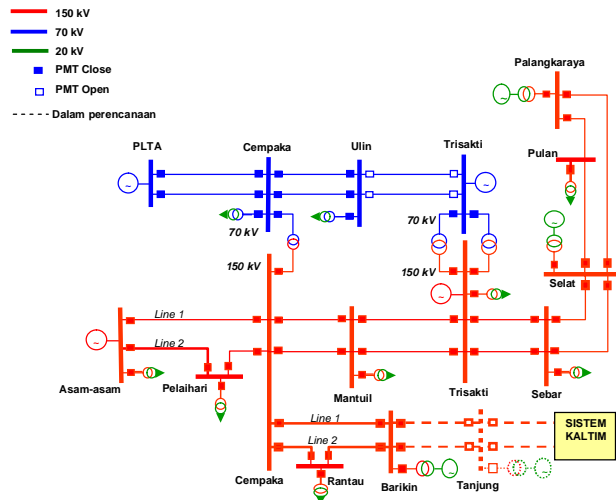 150 kV
70 kV
20 kV
PMT Close
PMT Open
Dalam perencanaan
Palangkaraya
Pulan
PLTA
Cempaka
Ulin
Trisakti
~
~
~
~
70 kV
70 kV
150 kV
150 kV
Selat
~
~
Line 1
Line 2
Asam-asam
Pelaihari
Mantuil
Trisakti
Sebar
Line 1
Line 2
SISTEM
KALTIM
Cempaka
Rantau
Barikin
~
Tanjung
~